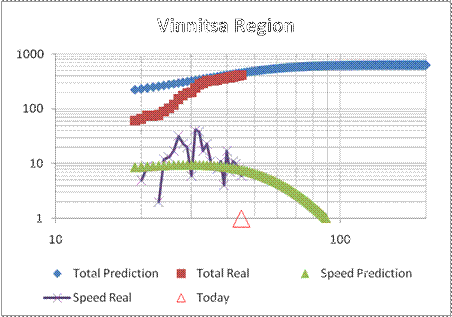 Vinnitsa Region
1000
100
10
1
10 100
Total Prediction Total Real Speed Prediction
Speed Real Today